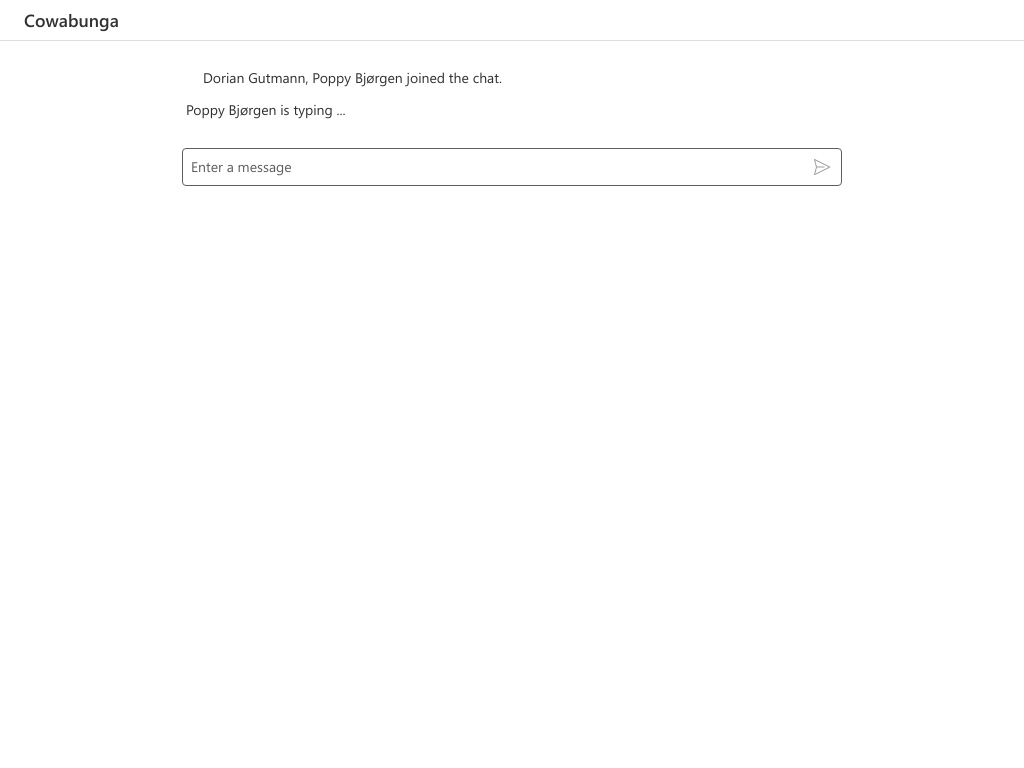 Cowabunga
Dorian Gutmann, Poppy Bjørgen joined the chat.
Poppy Bjørgen is typing ...
Enter a message